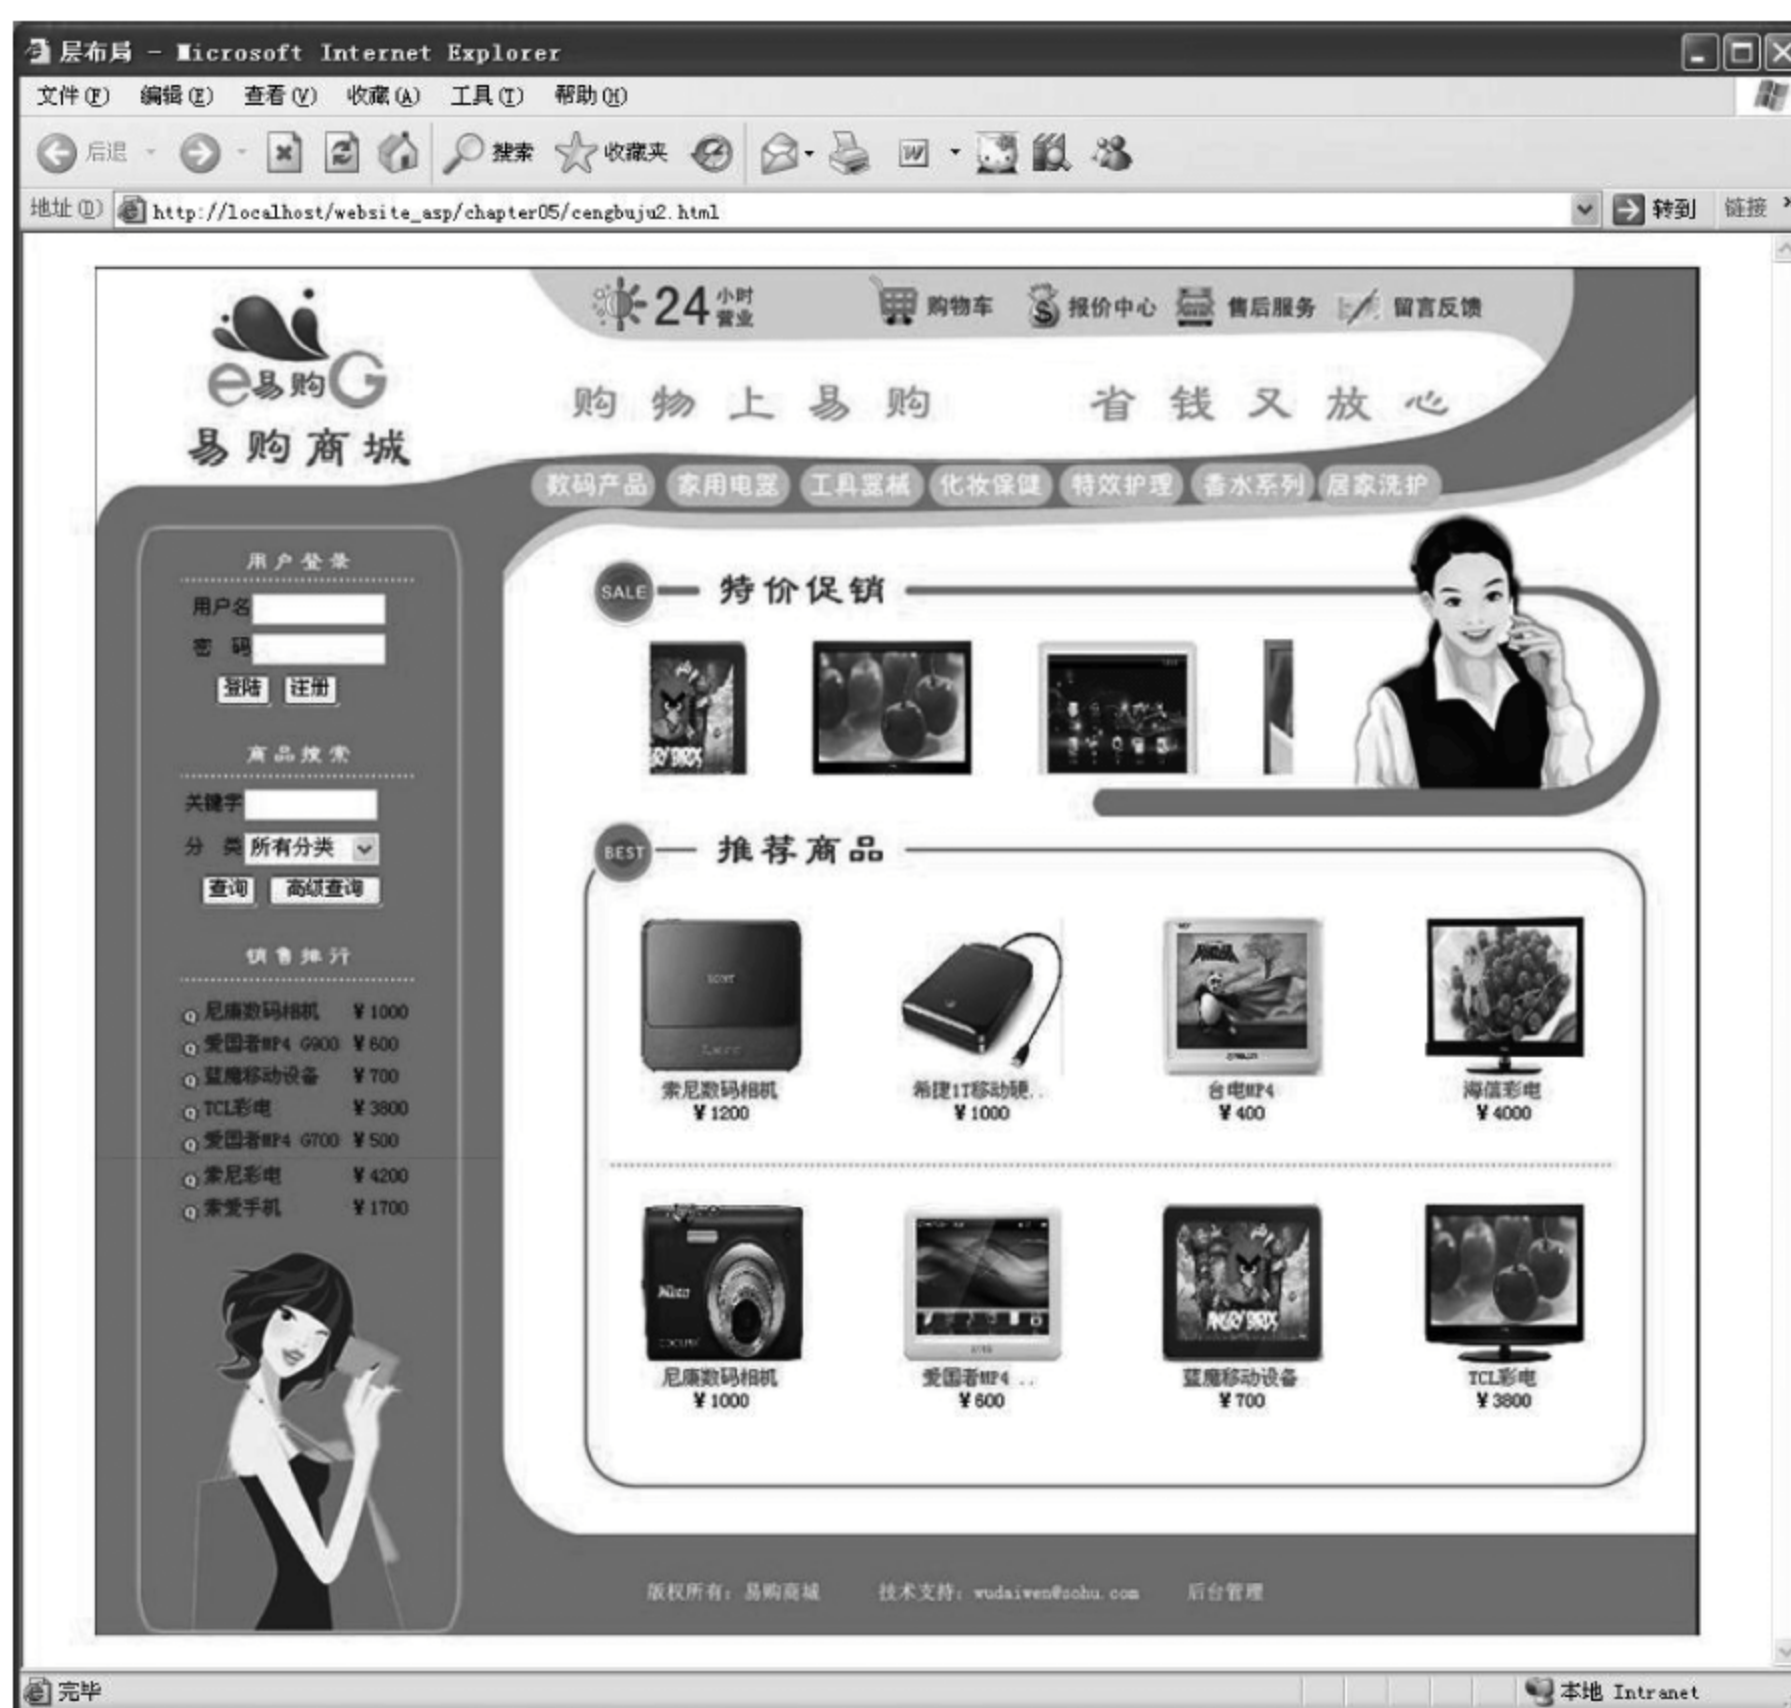 层布局 - Microsoft Internet Explorer
文件(F) 编辑(E) 查看(V) 收藏(A) 工具(T) 帮助(H)
后退 搜索 收藏夹
地址(D) http://localhost/website_asp/chapter05/cengbuju2.html 转到 链接 »
24 小时营业 购物车 报价中心 售后服务 留言反馈
e易购G
易购商城
购物上易购 省钱又放心
数码产品 家用电器 工具器械 化妆保健 特效护理 香水系列 居家洗护
用户登录
用户名
密 码
登陆 注册
商品搜索
关键字
分 类 所有分类
查询 高级查询
销售排行
尼康数码相机 ¥1000
爱国者MP4 G900 ¥600
蓝魔移动设备 ¥700
TCL彩电 ¥3800
爱国者MP4 G700 ¥500
索尼彩电 ¥4200
索爱手机 ¥1700
SALE 特价促销
BEST 推荐商品
索尼数码相机 希捷1T移动硬.. 台电MP4 海信彩电
¥1200 ¥1000 ¥400 ¥4000
ANGRY BIRDS
尼康数码相机 爱国者MP4 .. 蓝魔移动设备 TCL彩电
¥1000 ¥600 ¥700 ¥3800
版权所有：易购商城 技术支持：wudaiwen@sohu.com 后台管理
完毕 本地 Intranet